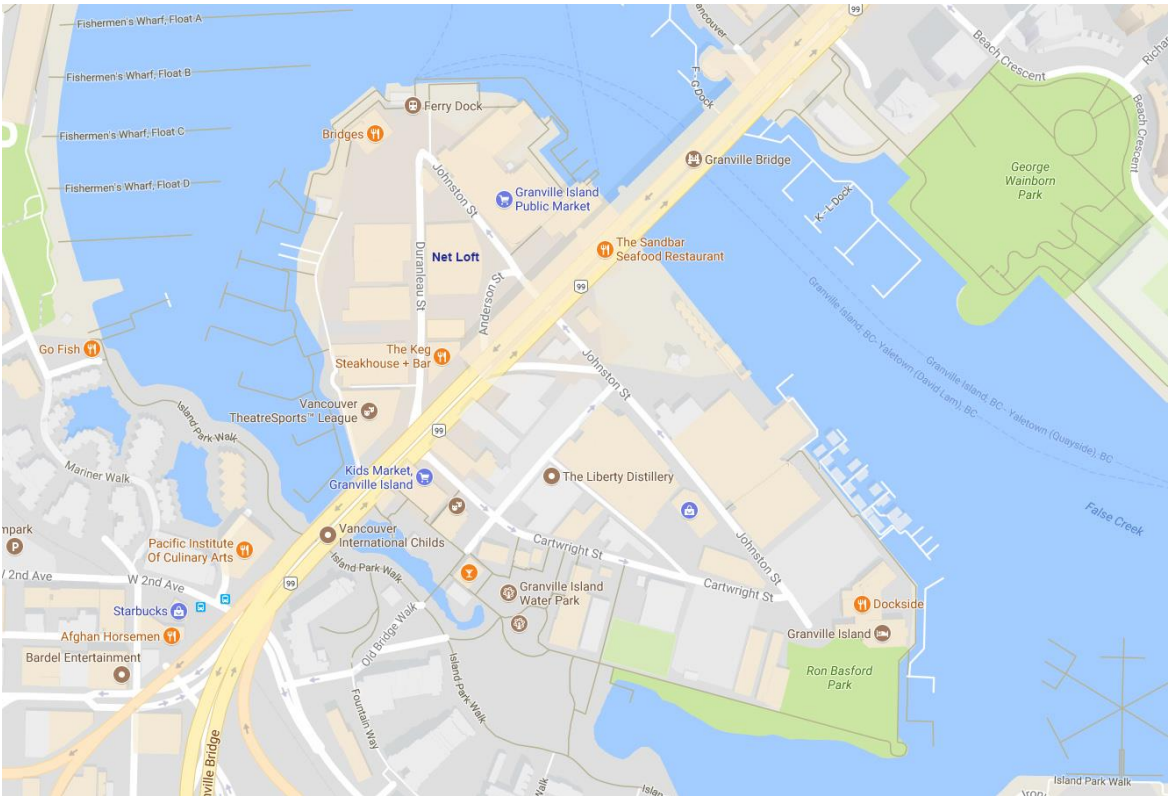 Fishermen's Wharf, Float A
Fishermen's Wharf, Float B
Fishermen's Wharf, Float C
Fishermen's Wharf, Float D
Ferry Dock
Bridges
Vancouver
F - G Dock
99
Beach Crescent
Beach Crescent
Granville Bridge
K - L Dock
George
Wainborn
Park
Johnston St
Granville Island
Public Market
Net Loft
Duranleau St
Anderson St
The Sandbar
Seafood Restaurant
99
Granville Island, BC - Yaletown (David Lam), BC
Granville Island, BC - Yaletown (Quayside), BC
False Creek
Go Fish
The Keg
Steakhouse + Bar
Johnston St
Vancouver
TheatreSports™ League
99
Island Park Walk
Mariner Walk
Kids Market,
Granville Island
The Liberty Distillery
Vancouver
International Childs
Pacific Institute
Of Culinary Arts
P
Cartwright St
Cartwright St
Johnston St
Island Park Walk
99
W 2nd Ave
2nd Ave
Starbucks
Afghan Horsemen
Bardel Entertainment
Granville Island
Water Park
Old Bridge Walk
Island Park Walk
Fountain Way
Dockside
Granville Island
Ron Basford
Park
ville Bridge
Island Park Walk